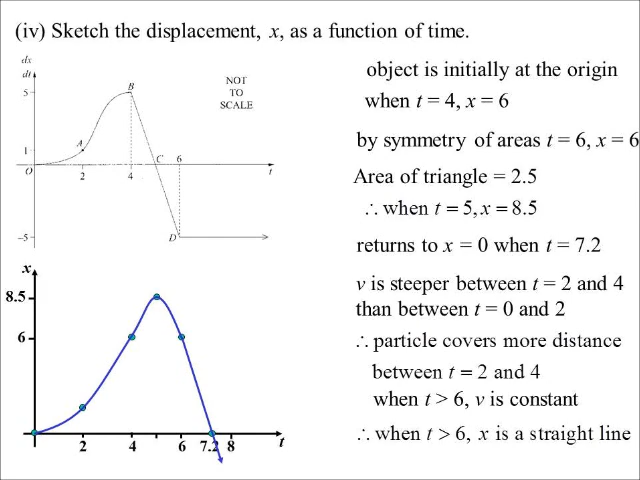 (iv) Sketch the displacement, x, as a function of time.
dx
dt
5
1
O
–5
A
B
C
D
2
4
6
t
NOT
TO
SCALE
object is initially at the origin
when t = 4, x = 6
by symmetry of areas t = 6, x = 6
Area of triangle = 2.5
∴ when t = 5, x = 8.5
returns to x = 0 when t = 7.2
v is steeper between t = 2 and 4
than between t = 0 and 2
∴ particle covers more distance
between t = 2 and 4
when t > 6, v is constant
∴ when t > 6, x is a straight line
x
8.5
6
2 4 6 7.2 8 t